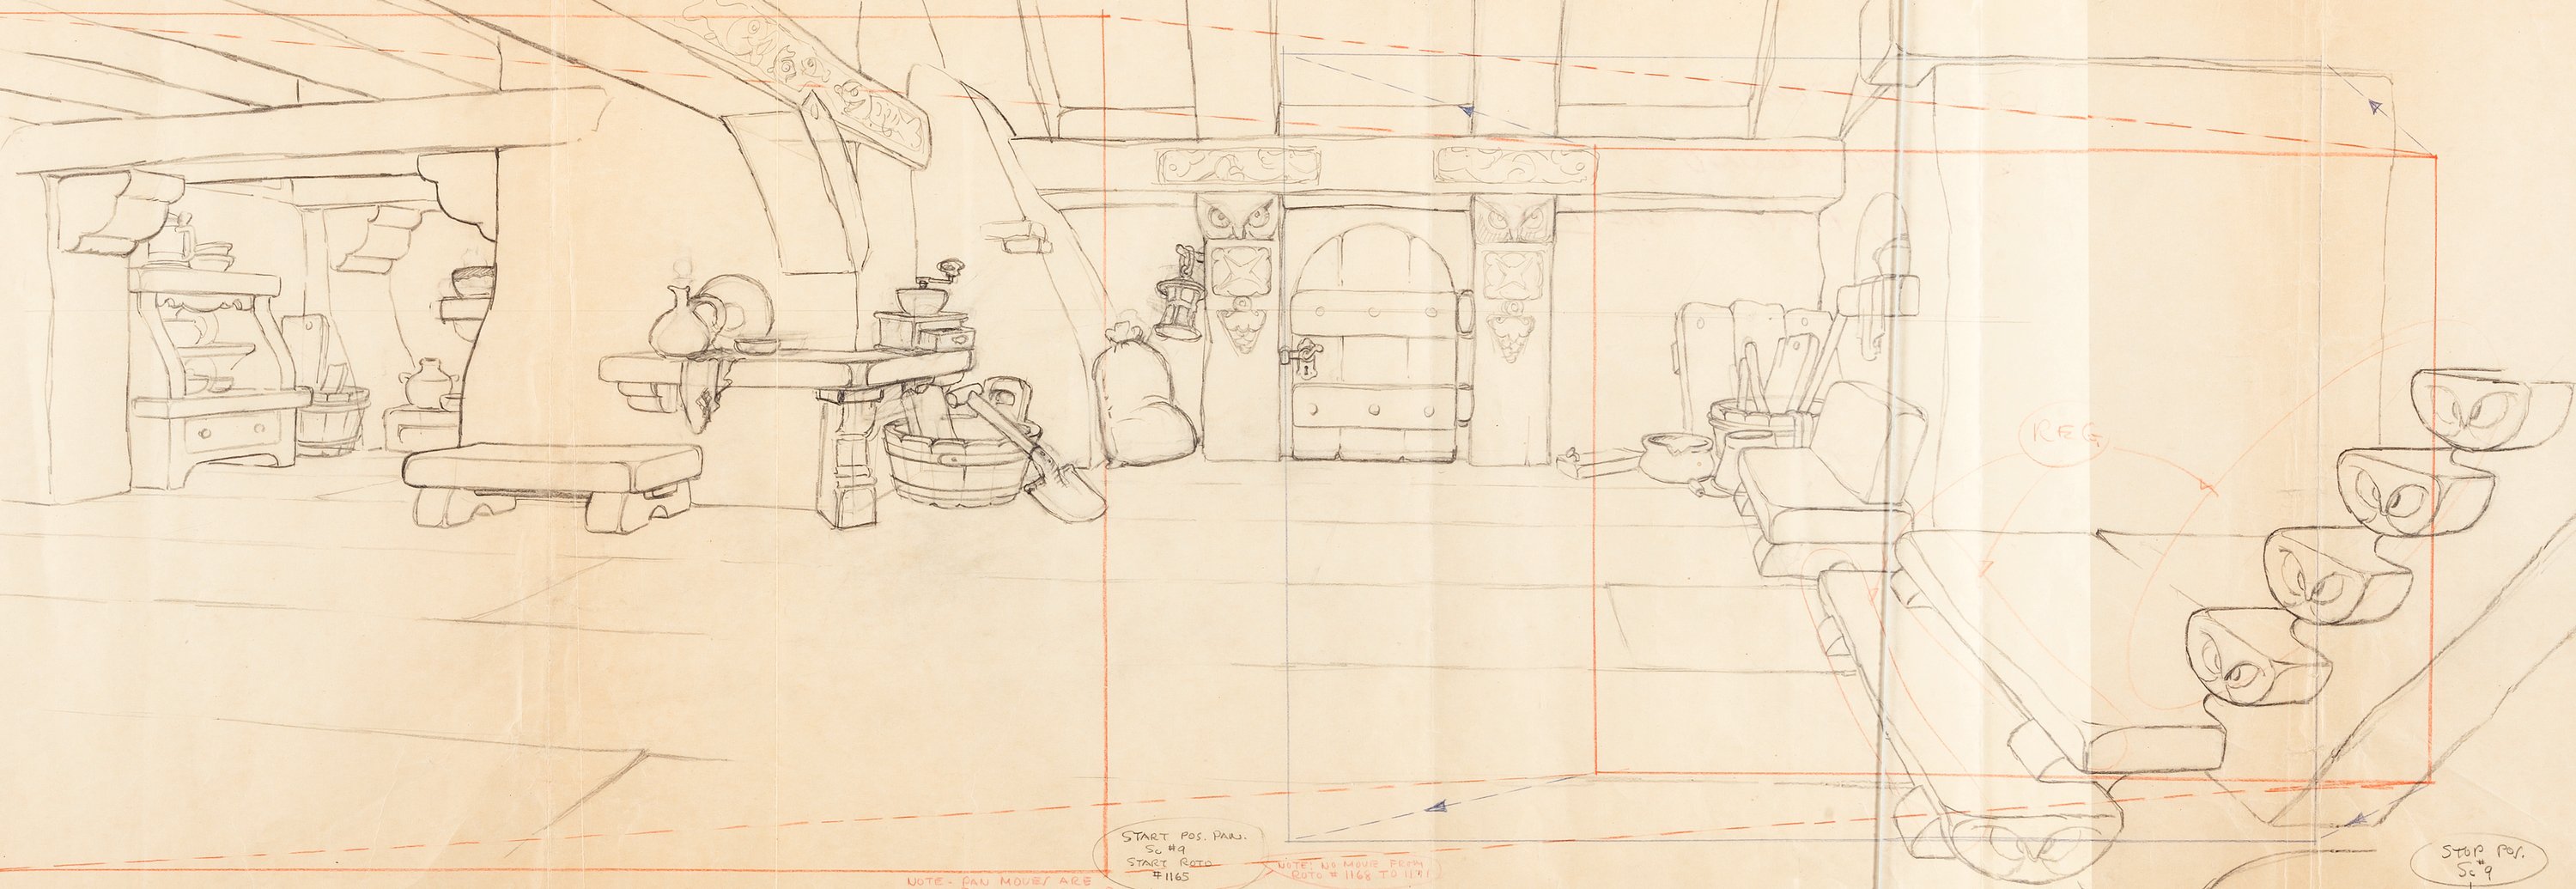 REG.
START POS. PAN.
Sc #9
START ROTO
#1165
NOTE: NO MOVE FROM
ROTO # 1168 TO
NOTE - PAN MOVES ARE
STOP POS.
Sc #9